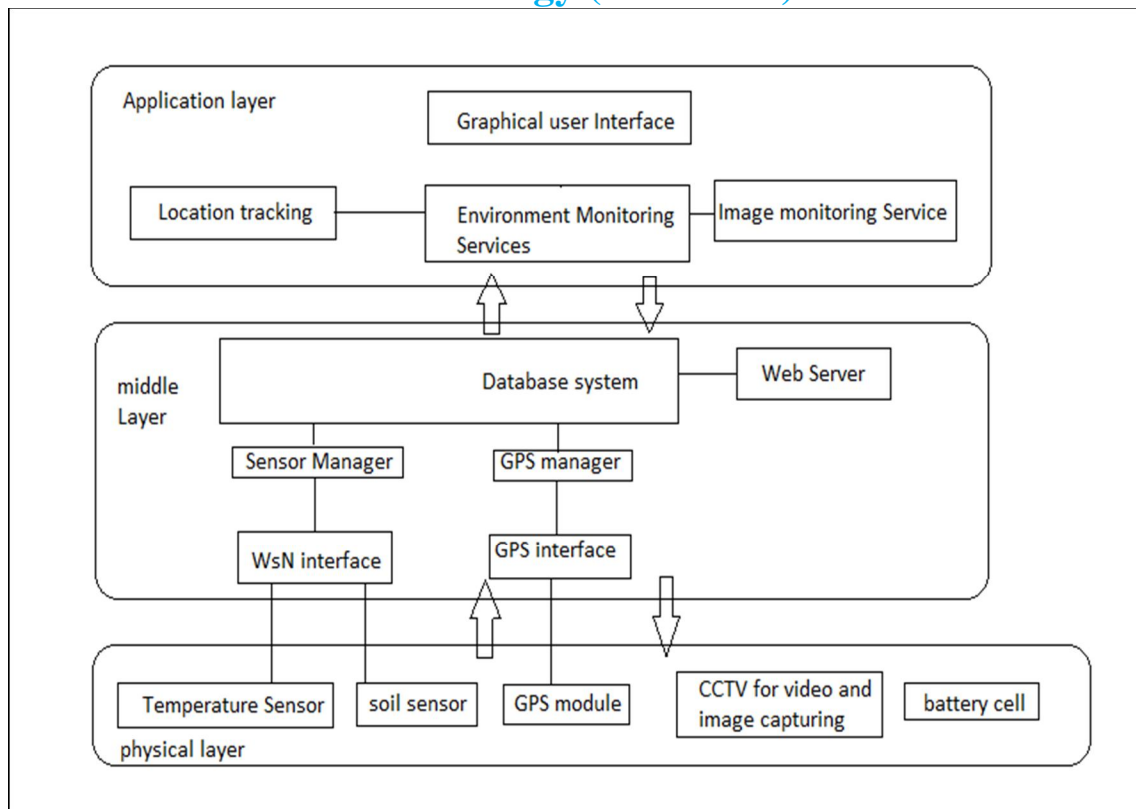 Application layer
Graphical user Interface
Location tracking
Environment Monitoring
Services
Image monitoring Service
middle
Layer
Database system
Web Server
Sensor Manager
GPS manager
WsN interface
GPS interface
Temperature Sensor
soil sensor
GPS module
CCTV for video and
image capturing
battery cell
physical layer